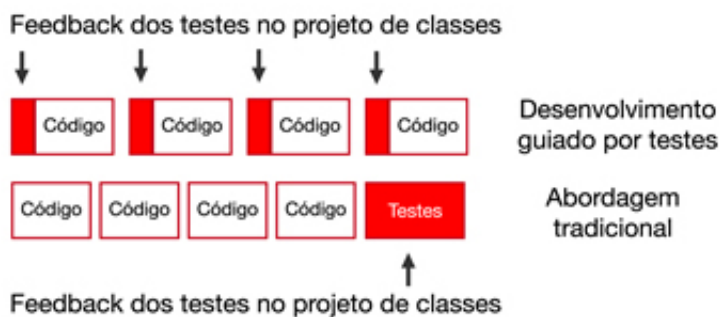 Feedback dos testes no projeto de classes
Código Código Código Código
Desenvolvimento
guiado por testes
Código Código Código Código Testes
Abordagem
tradicional
Feedback dos testes no projeto de classes